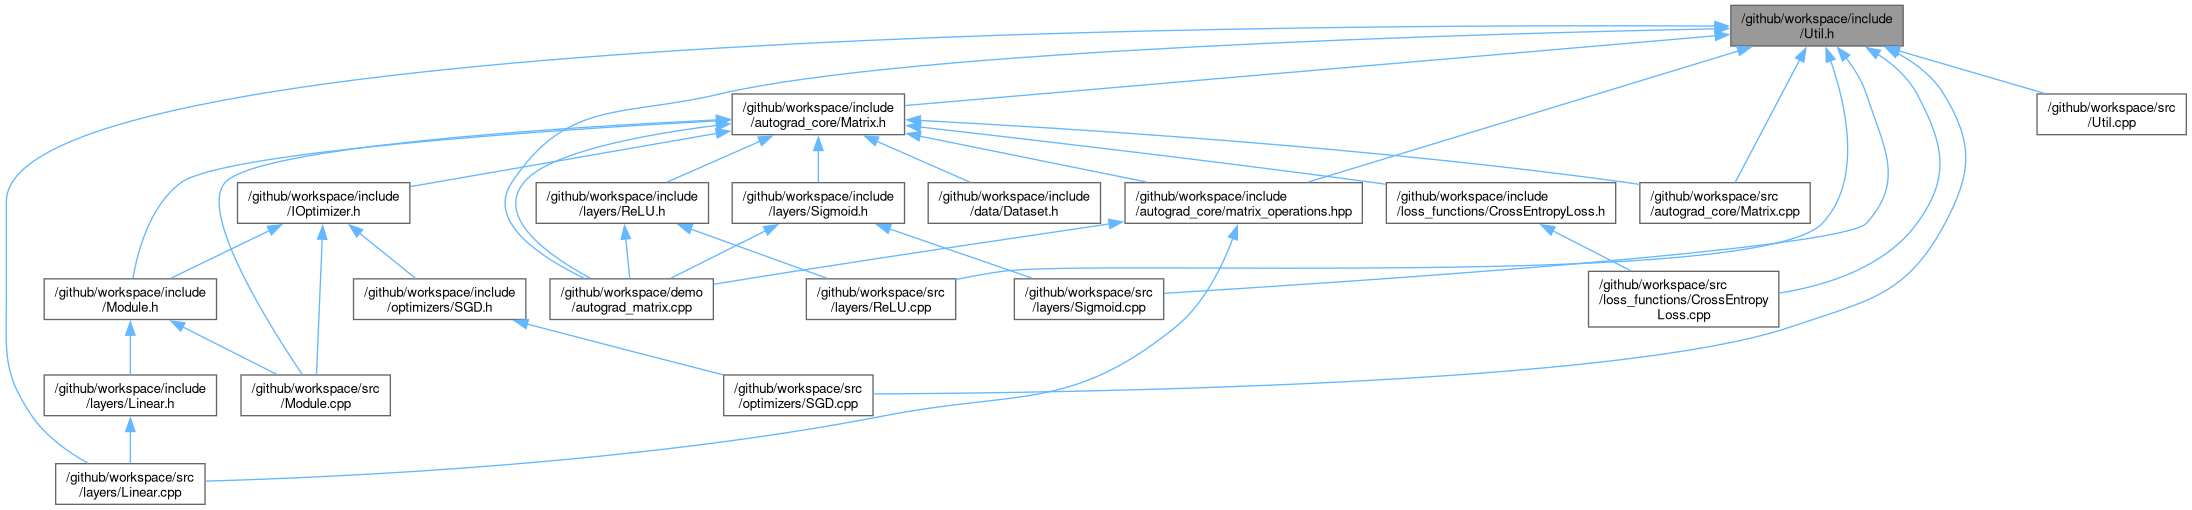 /github/workspace/include
/Util.h
/github/workspace/include
/autograd_core/Matrix.h
/github/workspace/src
/Util.cpp
/github/workspace/include
/IOptimizer.h
/github/workspace/include
/layers/ReLU.h
/github/workspace/include
/layers/Sigmoid.h
/github/workspace/include
/data/Dataset.h
/github/workspace/include
/autograd_core/matrix_operations.hpp
/github/workspace/include
/loss_functions/CrossEntropyLoss.h
/github/workspace/src
/autograd_core/Matrix.cpp
/github/workspace/include
/Module.h
/github/workspace/include
/optimizers/SGD.h
/github/workspace/demo
/autograd_matrix.cpp
/github/workspace/src
/layers/ReLU.cpp
/github/workspace/src
/layers/Sigmoid.cpp
/github/workspace/src
/loss_functions/CrossEntropy
Loss.cpp
/github/workspace/include
/layers/Linear.h
/github/workspace/src
/Module.cpp
/github/workspace/src
/optimizers/SGD.cpp
/github/workspace/src
/layers/Linear.cpp